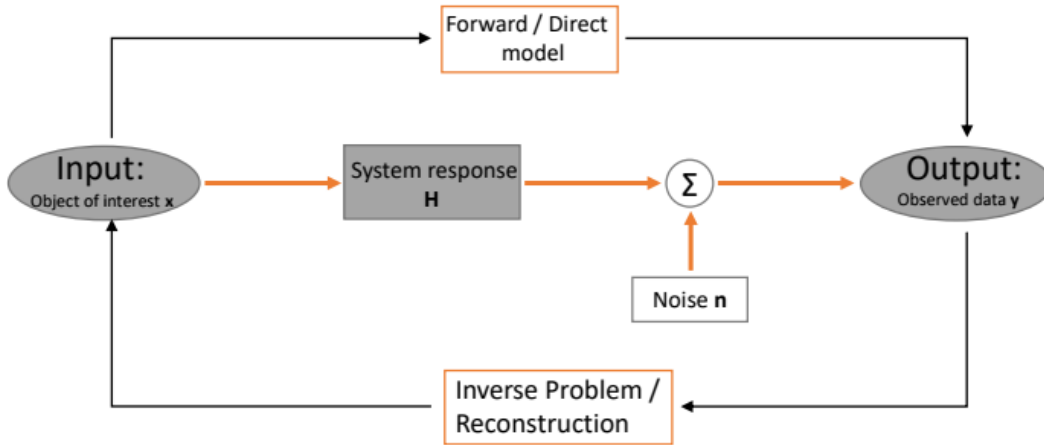 Forward / Direct
model
Input:
Object of interest x
System response
H
Σ
Output:
Observed data y
Noise n
Inverse Problem /
Reconstruction